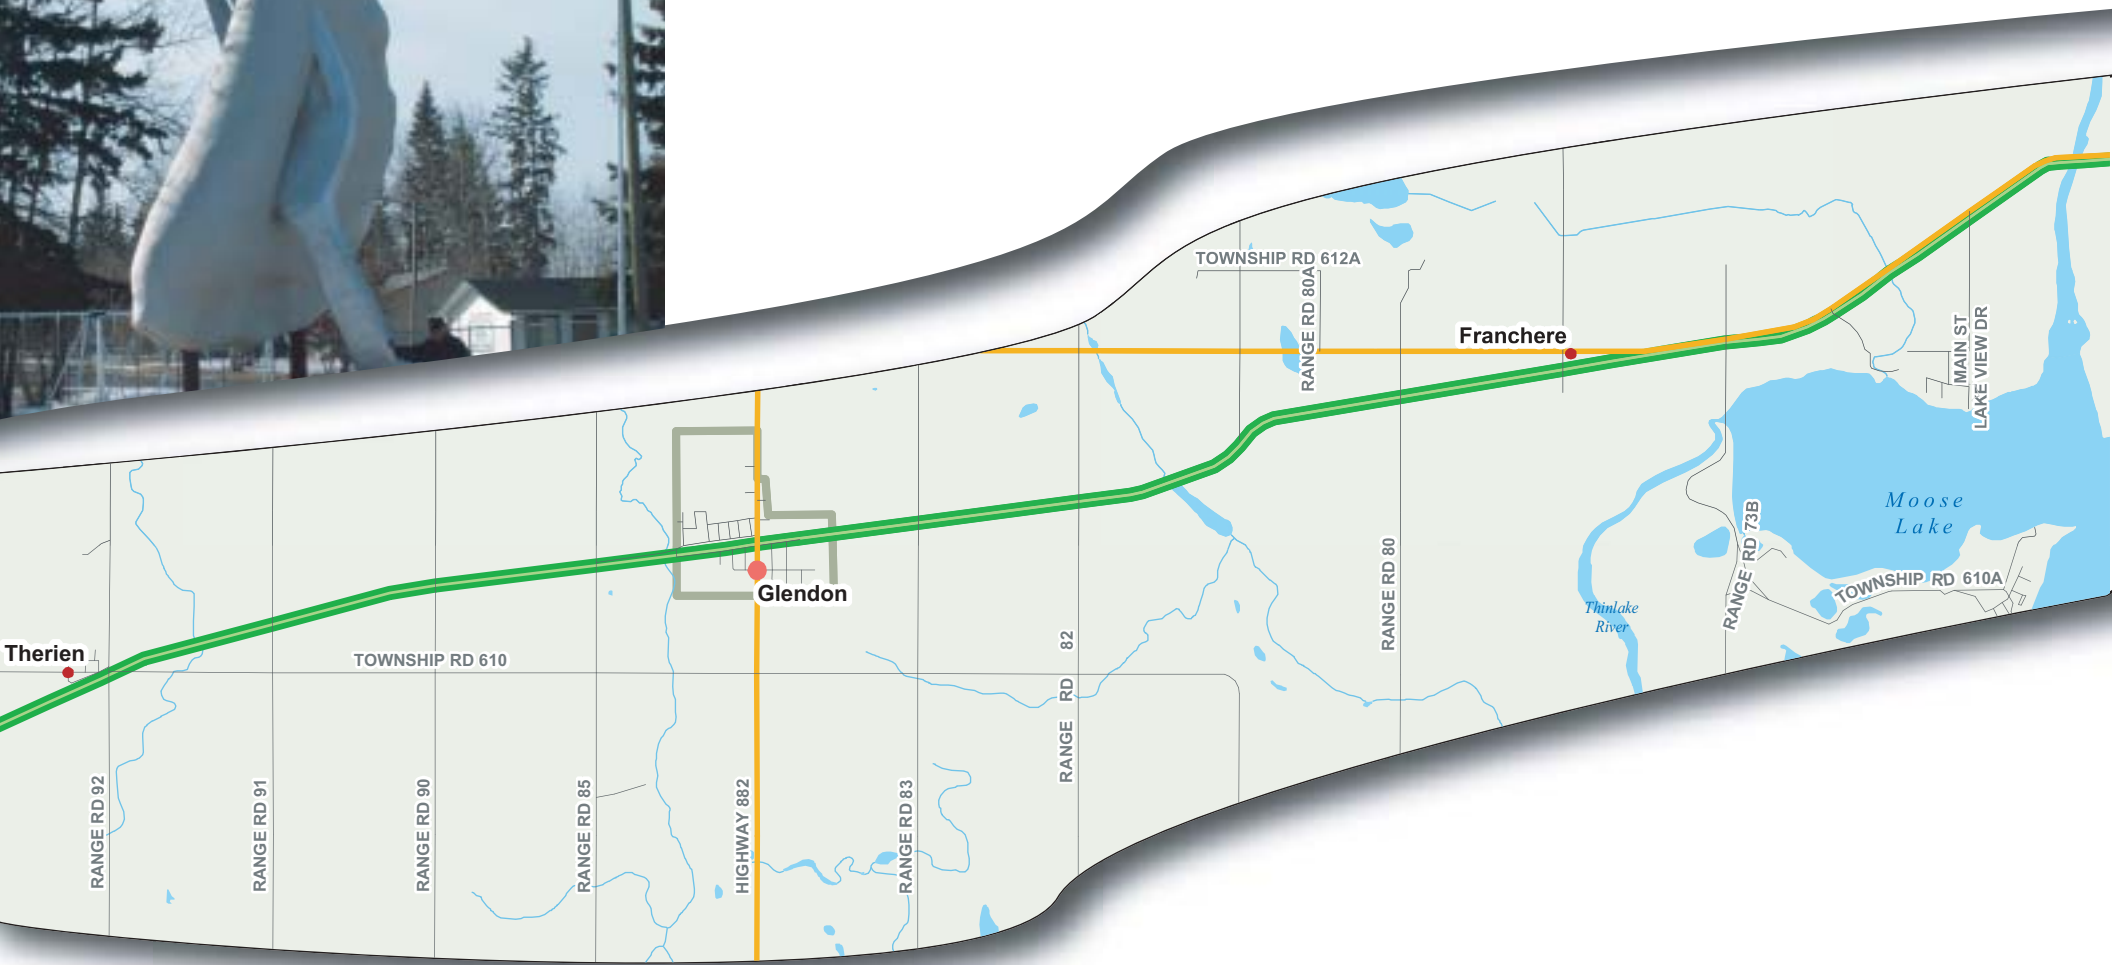 TOWNSHIP RD 612A
RANGE RD 80A
Franchere
MAIN ST
LAKE VIEW DR
Moose
Lake
RANGE RD 73B
TOWNSHIP RD 610A
Thinlake
River
RANGE RD 80
Glendon
Therien
TOWNSHIP RD 610
RANGE RD 82
RANGE RD 92
RANGE RD 91
RANGE RD 90
RANGE RD 85
HIGHWAY 882
RANGE RD 83